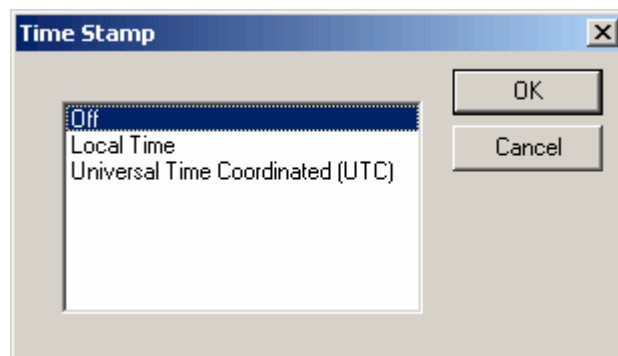 Time Stamp
OK
Off
Local Time
Cancel
Universal Time Coordinated (UTC)